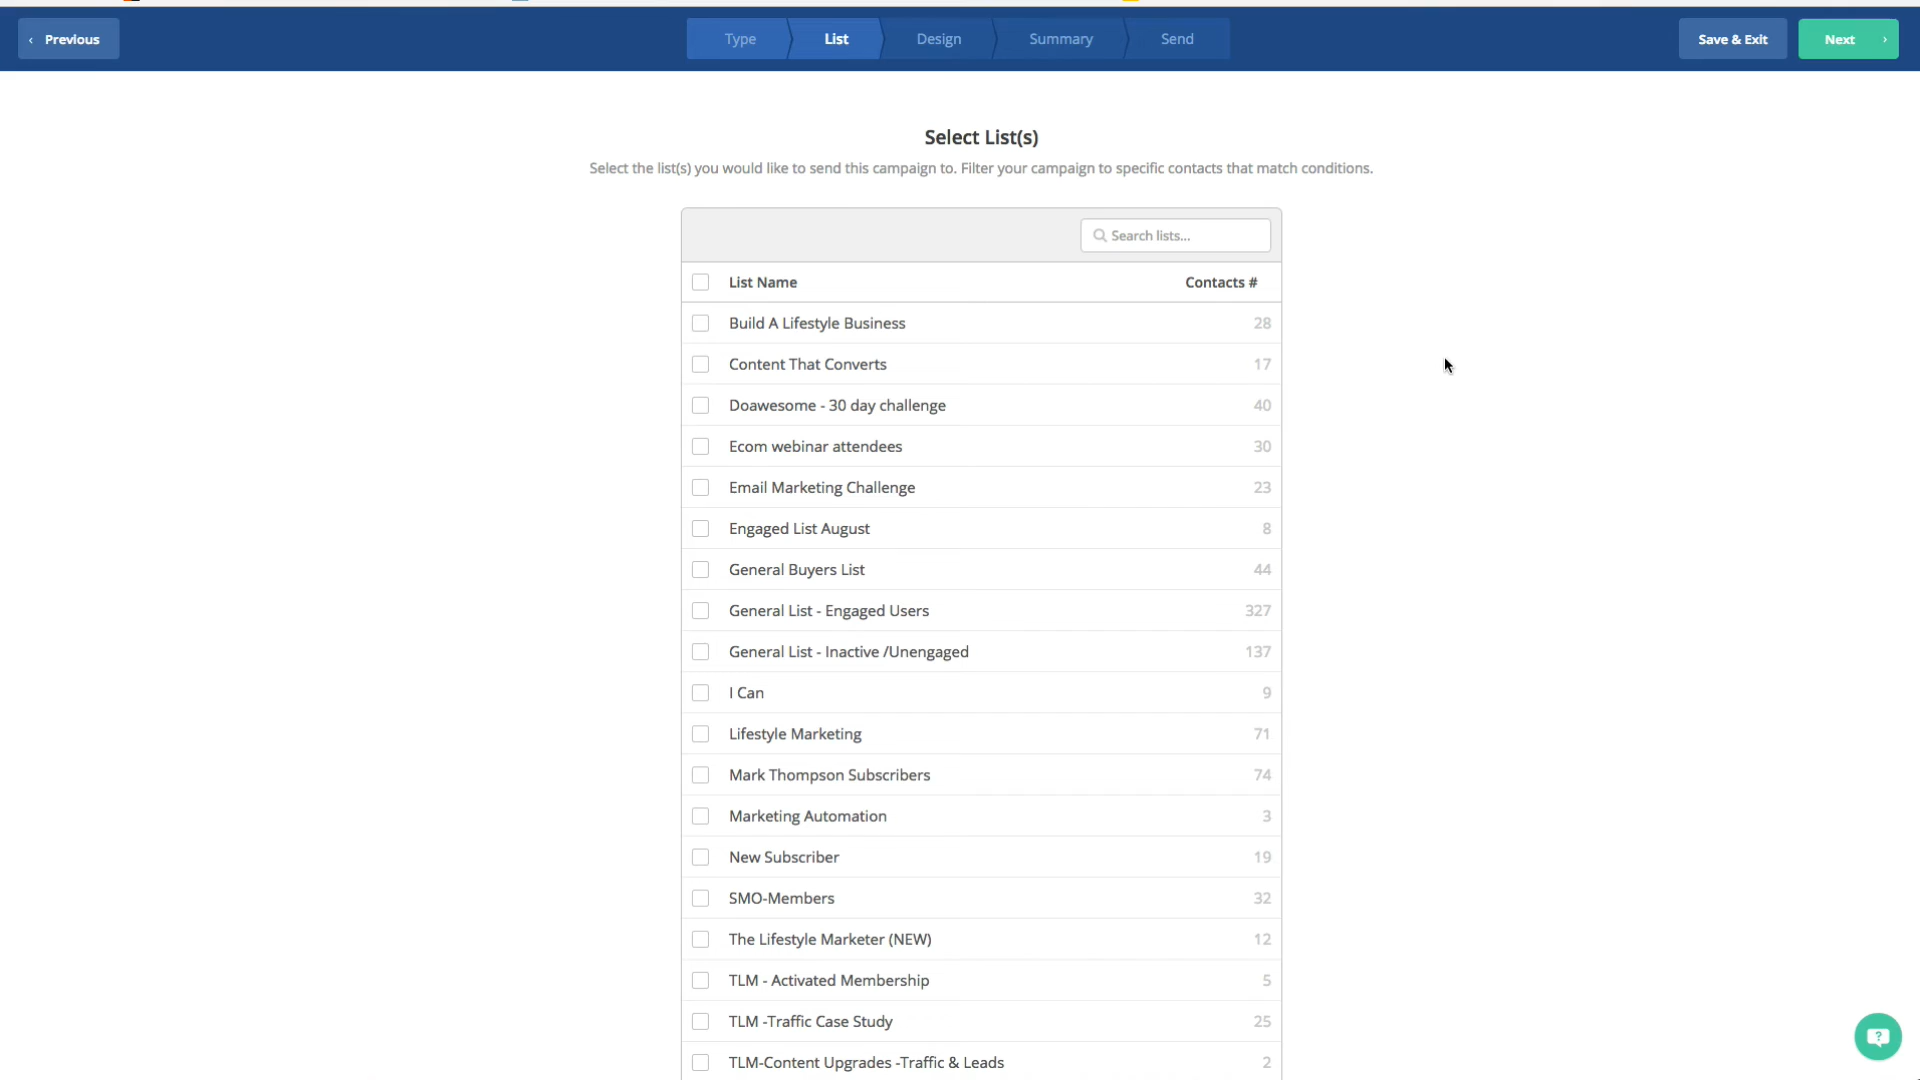 Previous
Type
List
Design
Summary
Send
Save & Exit
Next
Select List(s)
Select the list(s) you would like to send this campaign to. Filter your campaign to specific contacts that match conditions.
Search lists...
List Name Contacts #
Build A Lifestyle Business 28
Content That Converts 17
Doawesome - 30 day challenge 40
Ecom webinar attendees 30
Email Marketing Challenge 23
Engaged List August 8
General Buyers List 44
General List - Engaged Users 327
General List - Inactive /Unengaged 137
I Can 9
Lifestyle Marketing 71
Mark Thompson Subscribers 74
Marketing Automation 3
New Subscriber 19
SMO-Members 32
The Lifestyle Marketer (NEW) 12
TLM - Activated Membership 5
TLM -Traffic Case Study 25
TLM-Content Upgrades -Traffic & Leads 2